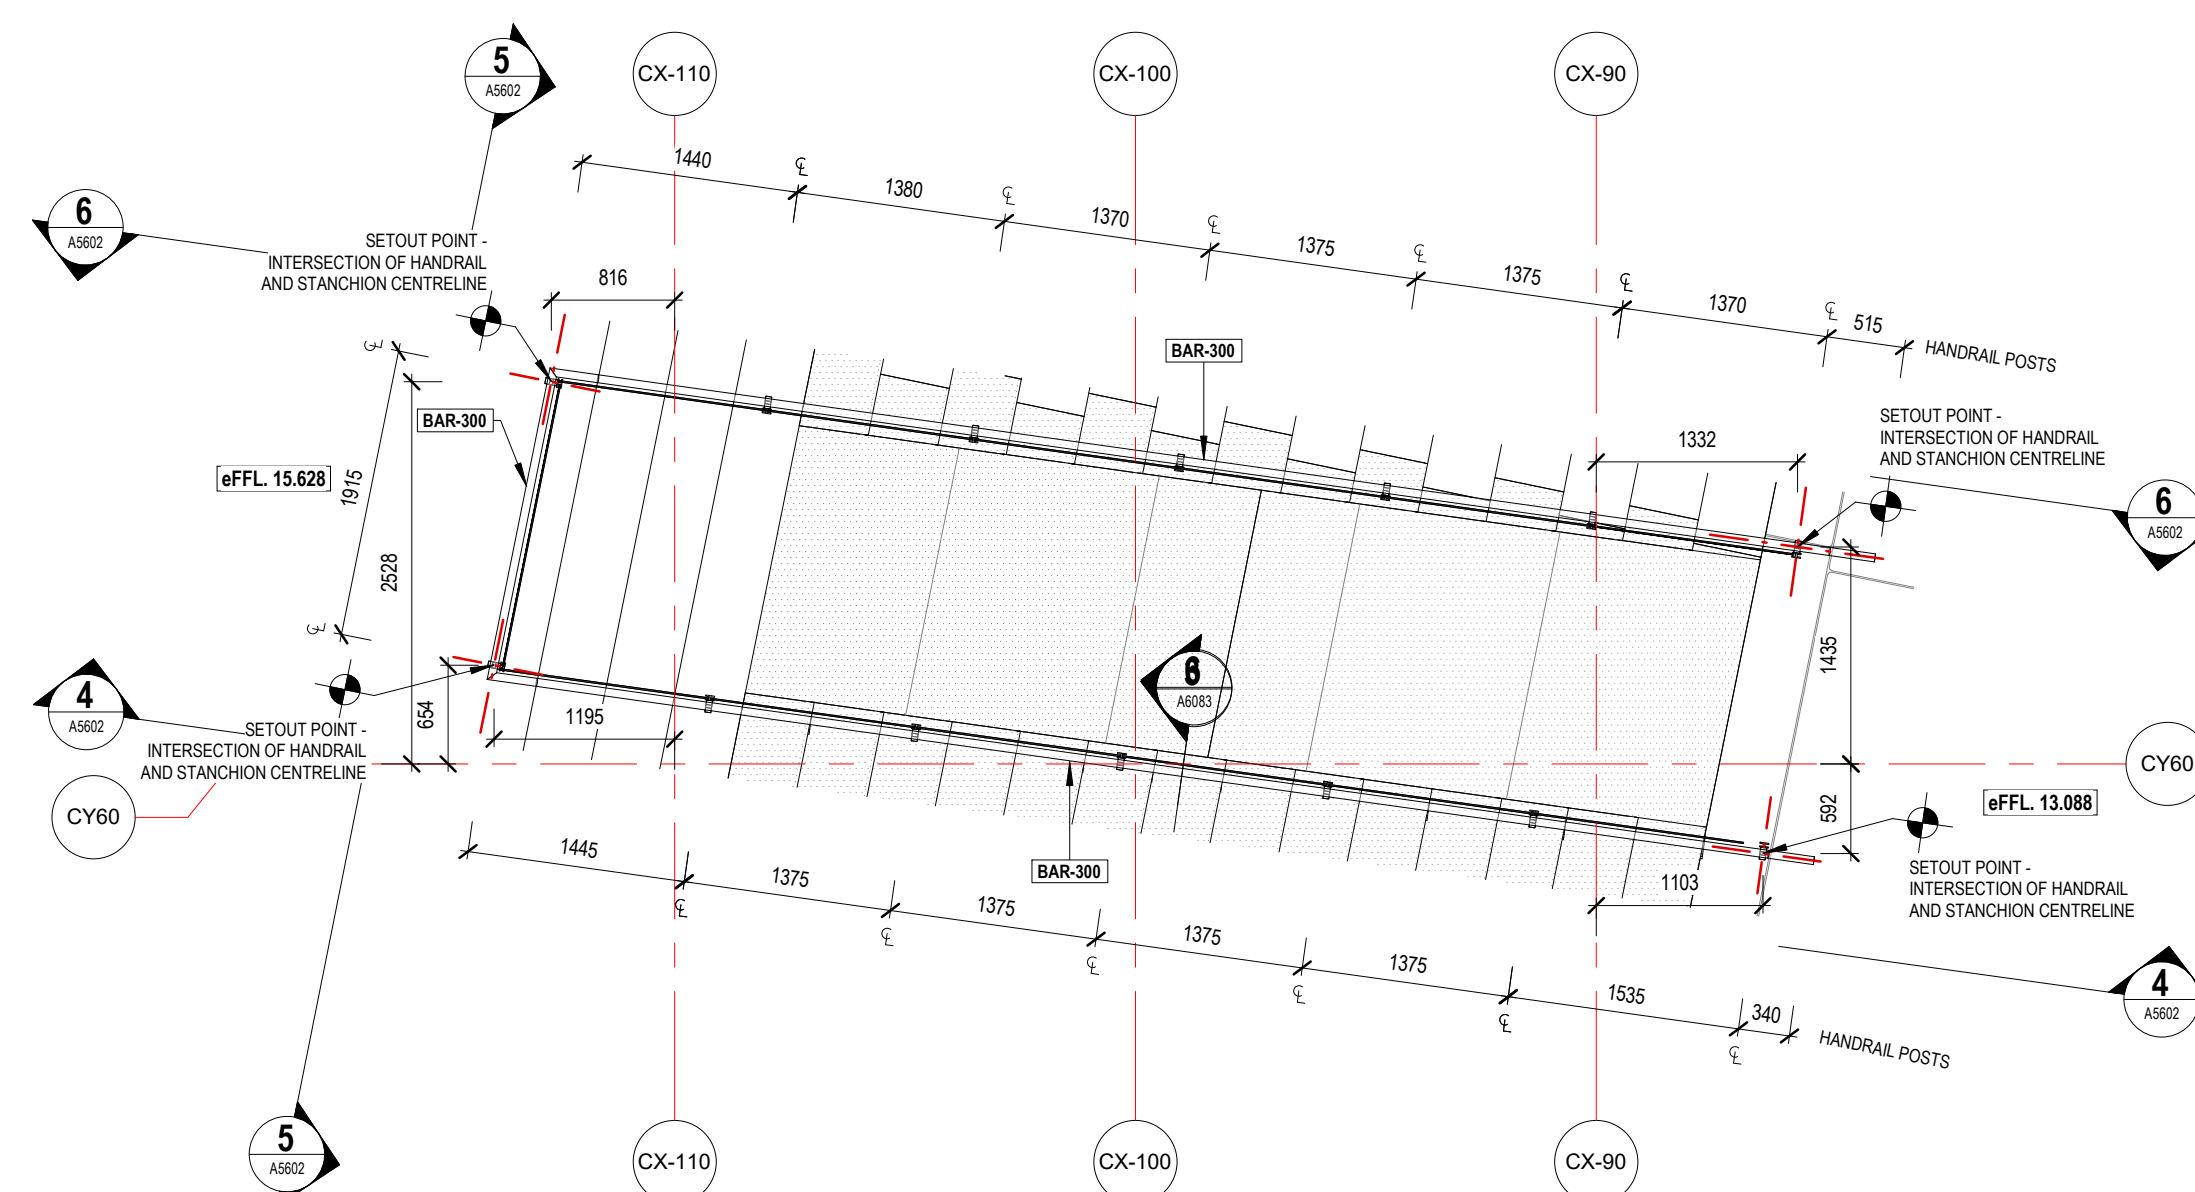 5
A5602
CX-110
CX-100
CX-90
1440
℄
1380
℄
1370
℄
1375
℄
1375
℄
1370
℄
515
HANDRAIL POSTS
6
A5602
SETOUT POINT -
INTERSECTION OF HANDRAIL
AND STANCHION CENTRELINE
816
℄
BAR-300
BAR-300
SETOUT POINT -
INTERSECTION OF HANDRAIL
AND STANCHION CENTRELINE
1332
eFFL. 15.628
1915
2528
6
A5602
℄
1435
4
A5602
654
1195
A6083
SETOUT POINT -
INTERSECTION OF HANDRAIL
AND STANCHION CENTRELINE
CY60
CY60
592
eFFL. 13.088
1445
℄
1375
℄
1375
℄
BAR-300
1375
℄
1375
℄
1535
℄
340
HANDRAIL POSTS
1103
SETOUT POINT -
INTERSECTION OF HANDRAIL
AND STANCHION CENTRELINE
4
A5602
5
A5602
CX-110
CX-100
CX-90